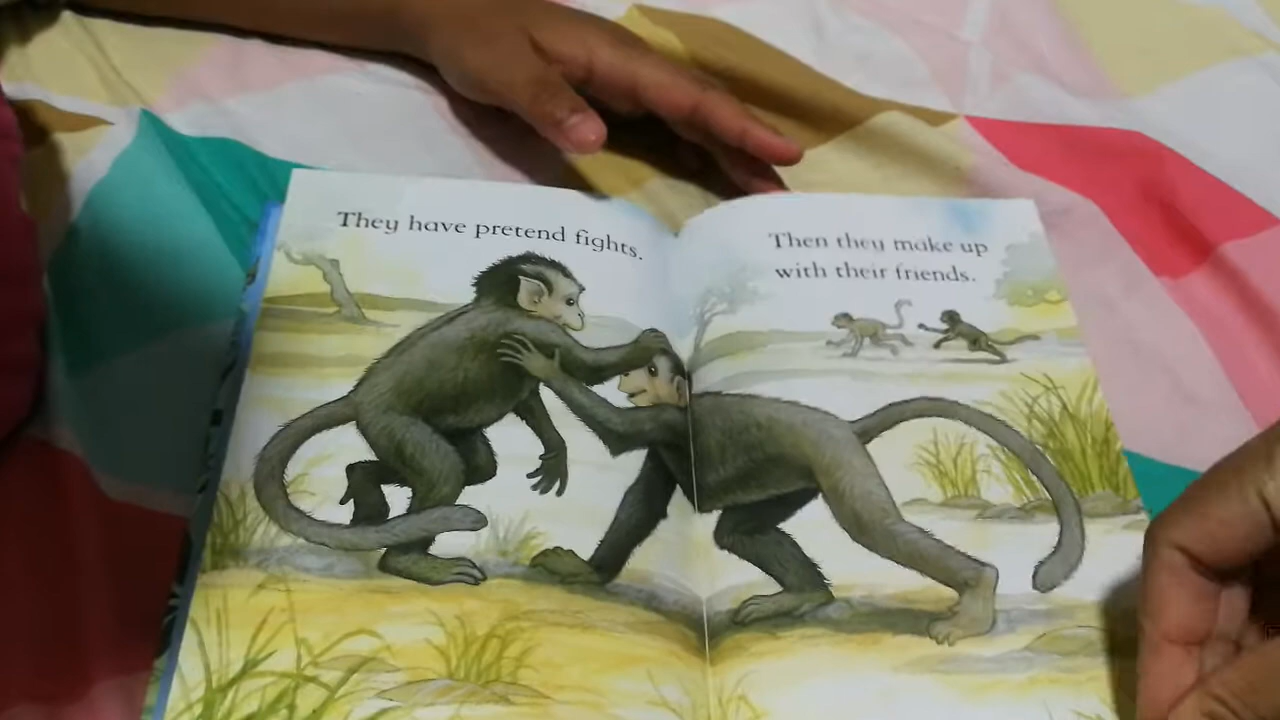 They have pretend fights.
Then they make up
with their friends.